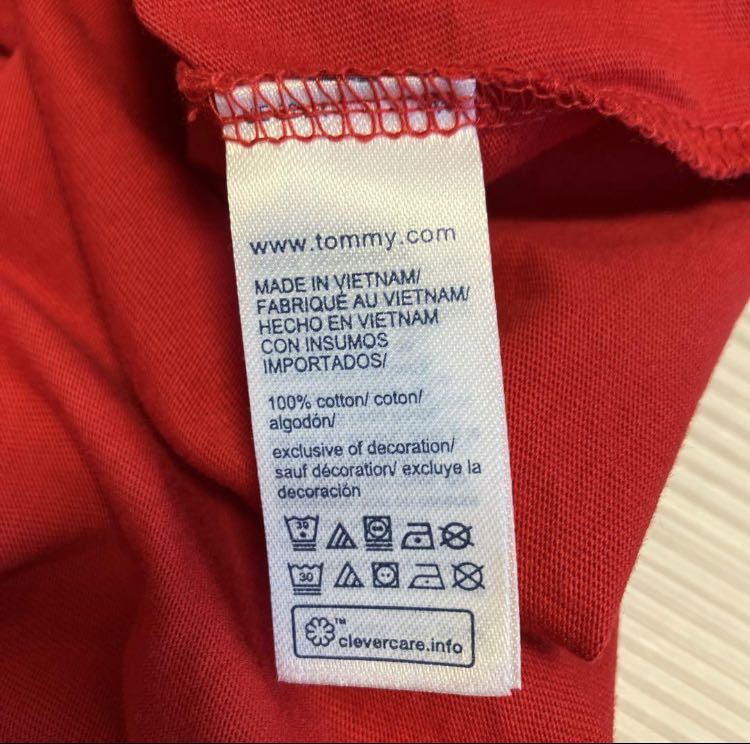 www.tommy.com
MADE IN VIETNAM/
FABRIQUÉ AU VIETNAM/
HECHO EN VIETNAM
CON INSUMOS
IMPORTADOS/
100% cotton/ coton/
algodón/
exclusive of decoration/
sauf décoration/ excluye la
decoración
30
30
™
clevercare.info